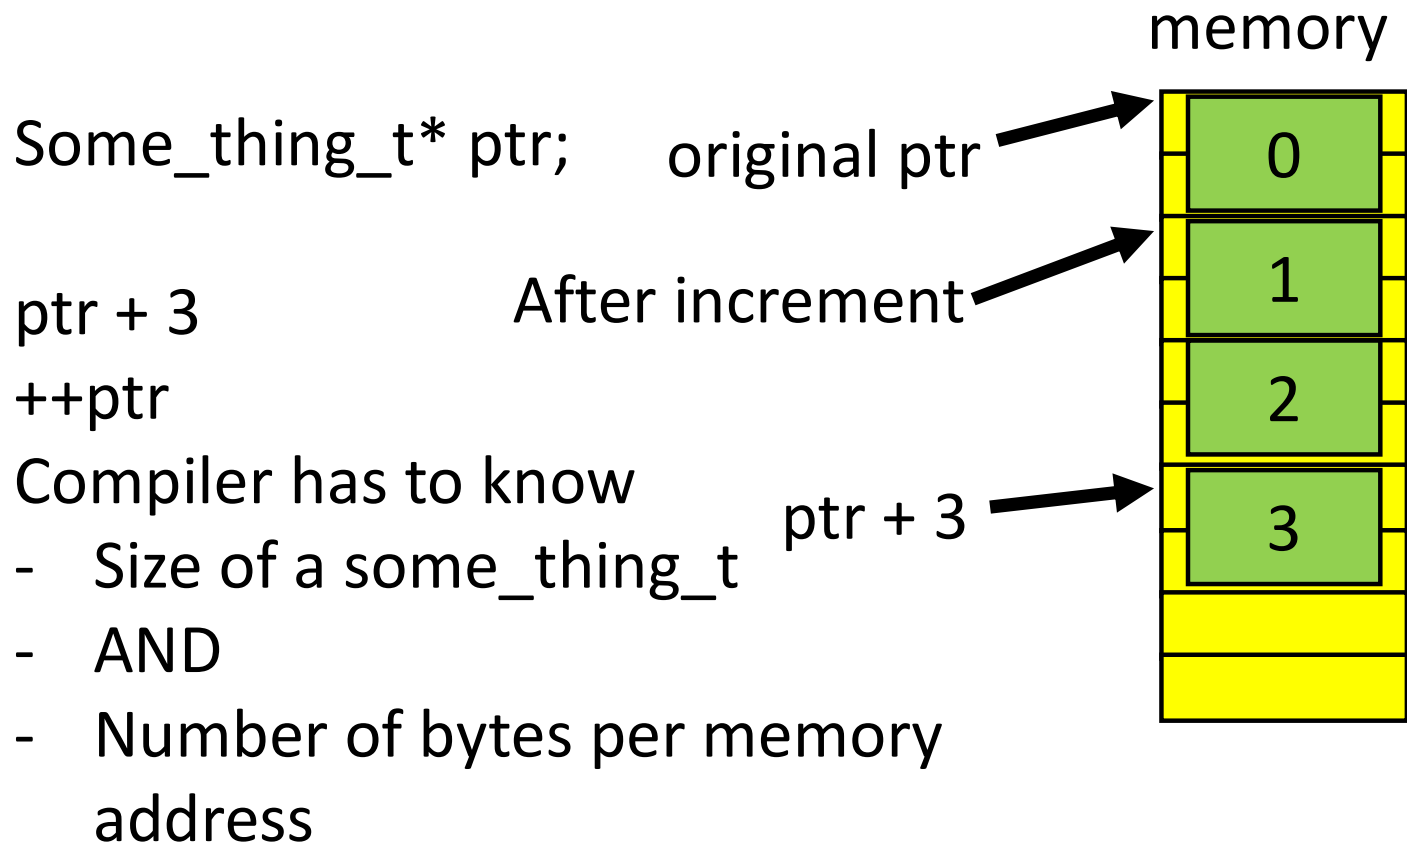 memory
Some_thing_t* ptr;
original ptr
0
After increment
1
ptr + 3
++ptr
2
Compiler has to know
ptr + 3
3
- Size of a some_thing_t
- AND
- Number of bytes per memory
address